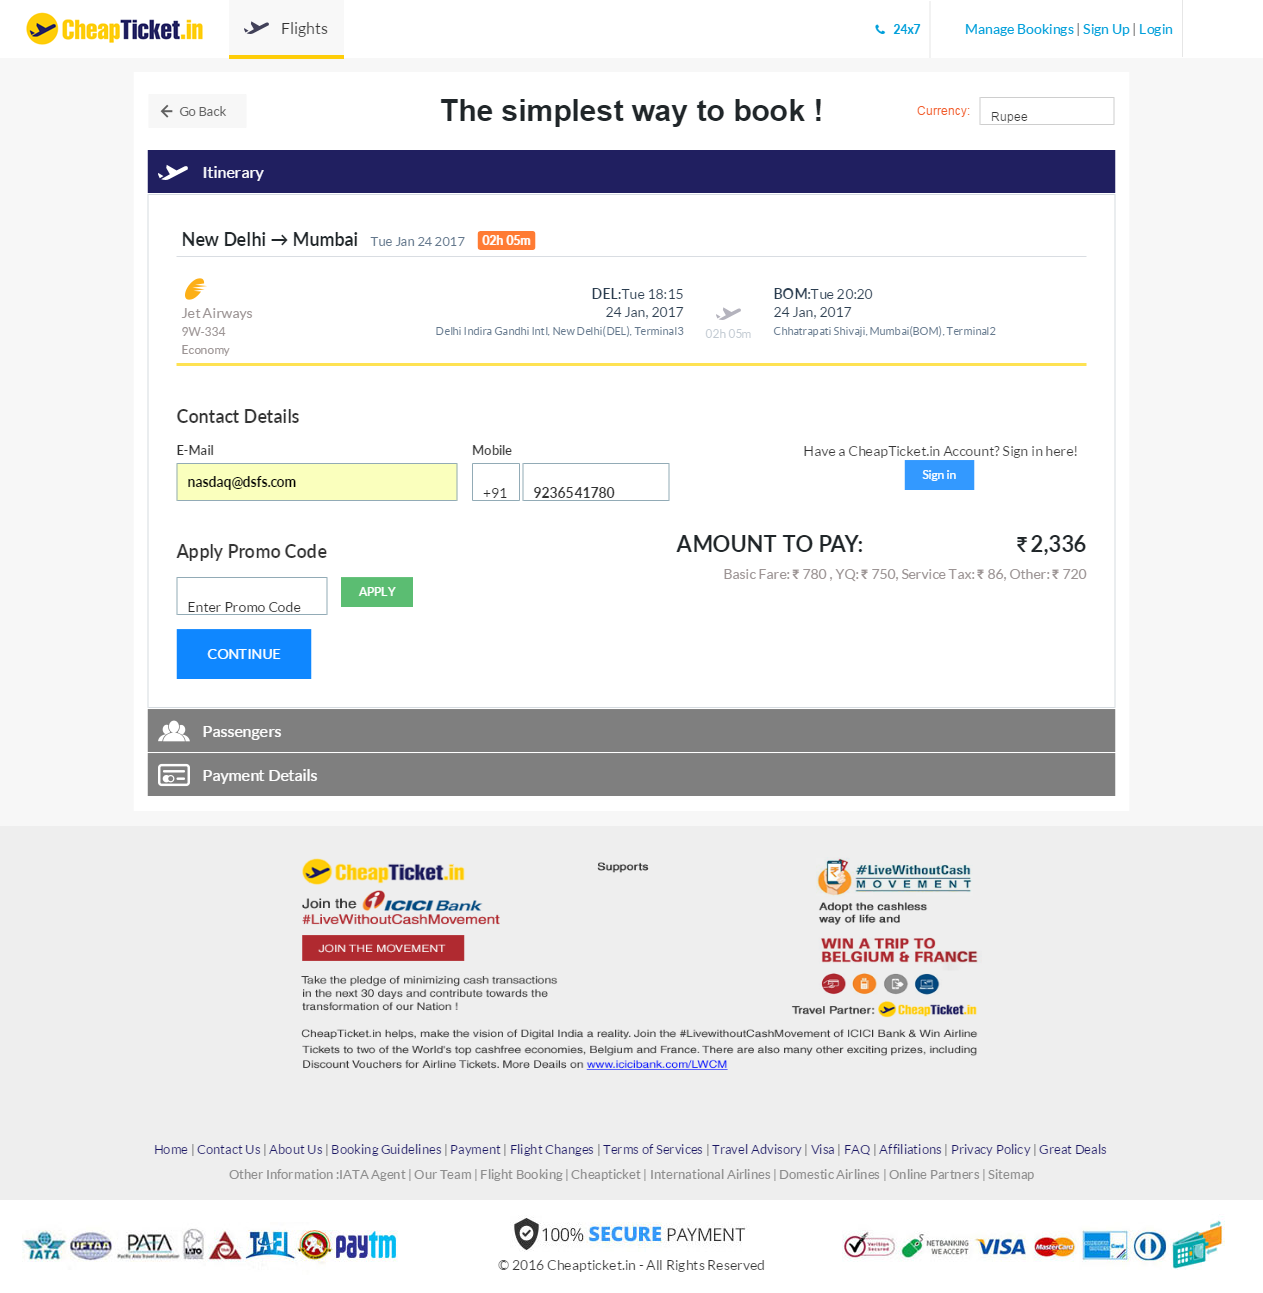 CheapTicket.in
Flights
24x7
Manage Bookings | Sign Up | Login
Go Back
The simplest way to book !
Currency:
Rupee
Itinerary
New Delhi → Mumbai Tue Jan 24 2017 02h 05m
Jet Airways
9W-334
Economy
DEL:Tue 18:15
24 Jan, 2017
Delhi Indira Gandhi Intl, New Delhi(DEL), Terminal3
02h 05m
BOM:Tue 20:20
24 Jan, 2017
Chhatrapati Shivaji, Mumbai(BOM), Terminal2
Contact Details
E-Mail
nasdaq@dsfs.com
Mobile
+91
9236541780
Have a CheapTicket.in Account? Sign in here!
Sign in
Apply Promo Code
Enter Promo Code
APPLY
AMOUNT TO PAY: ₹ 2,336
Basic Fare: ₹ 780 , YQ: ₹ 750, Service Tax: ₹ 86, Other: ₹ 720
CONTINUE
Passengers
Payment Details
CheapTicket.in
Join the ICICI Bank
#LiveWithoutCashMovement
JOIN THE MOVEMENT
Take the pledge of minimizing cash transactions
in the next 30 days and contribute towards the
transformation of our Nation !
Supports
#LiveWithoutCash
MOVEMENT
Adopt the cashless
way of life and
WIN A TRIP TO
BELGIUM & FRANCE
Travel Partner: CheapTicket.in
CheapTicket.in helps, make the vision of Digital India a reality. Join the #LivewithoutCashMovement of ICICI Bank & Win Airline
Tickets to two of the World's top cashfree economies, Belgium and France. There are also many other exciting prizes, including
Discount Vouchers for Airline Tickets. More Deails on www.icicibank.com/LWCM
Home | Contact Us | About Us | Booking Guidelines | Payment | Flight Changes | Terms of Services | Travel Advisory | Visa | FAQ | Affiliations | Privacy Policy | Great Deals
Other Information :IATA Agent | Our Team | Flight Booking | Cheapticket | International Airlines | Domestic Airlines | Online Partners | Sitemap
IATA
UFTAA
PATA
Pacific Asia Travel Association
paytm
100% SECURE PAYMENT
© 2016 Cheapticket.in - All Rights Reserved
VeriSign
Secured
NETBANKING
WE ACCEPT
VISA
MasterCard